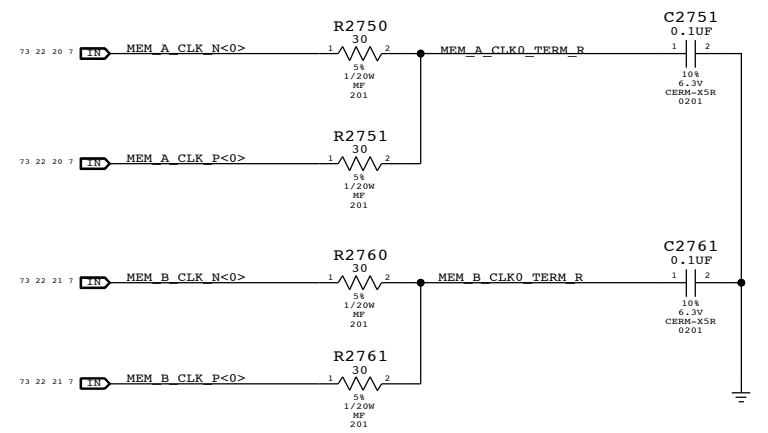 R2750
30
73 22 20 7 IN MEM_A_CLK_N<0> 1 2 MEM_A_CLK0_TERM_R
5%
1/20W
MF
201
C2751
0.1UF
1 2
10%
6.3V
CERM-X5R
0201
R2751
30
73 22 20 7 IN MEM_A_CLK_P<0> 1 2
5%
1/20W
MF
201
R2760
30
73 22 21 7 IN MEM_B_CLK_N<0> 1 2 MEM_B_CLK0_TERM_R
5%
1/20W
MF
201
C2761
0.1UF
1 2
10%
6.3V
CERM-X5R
0201
R2761
30
73 22 21 7 IN MEM_B_CLK_P<0> 1 2
5%
1/20W
MF
201